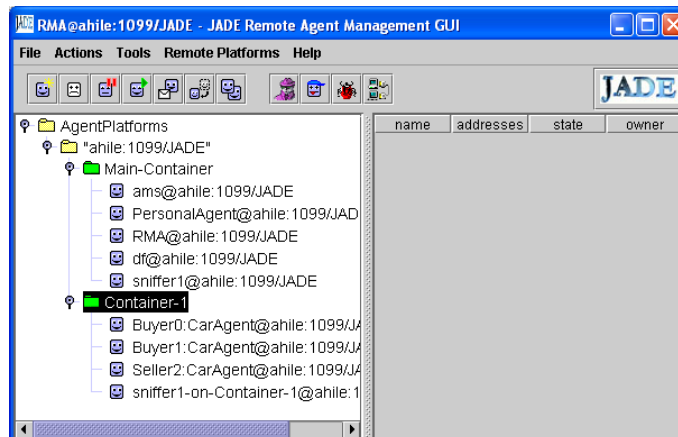 RMA@ahile:1099/JADE - JADE Remote Agent Management GUI
File Actions Tools Remote Platforms Help
JADE
AgentPlatforms
"ahile:1099/JADE"
Main-Container
ams@ahile:1099/JADE
PersonalAgent@ahile:1099/JAD
RMA@ahile:1099/JADE
df@ahile:1099/JADE
sniffer1@ahile:1099/JADE
Container-1
Buyer0:CarAgent@ahile:1099/JA
Buyer1:CarAgent@ahile:1099/JA
Seller2:CarAgent@ahile:1099/JA
sniffer1-on-Container-1@ahile:1
name addresses state owner